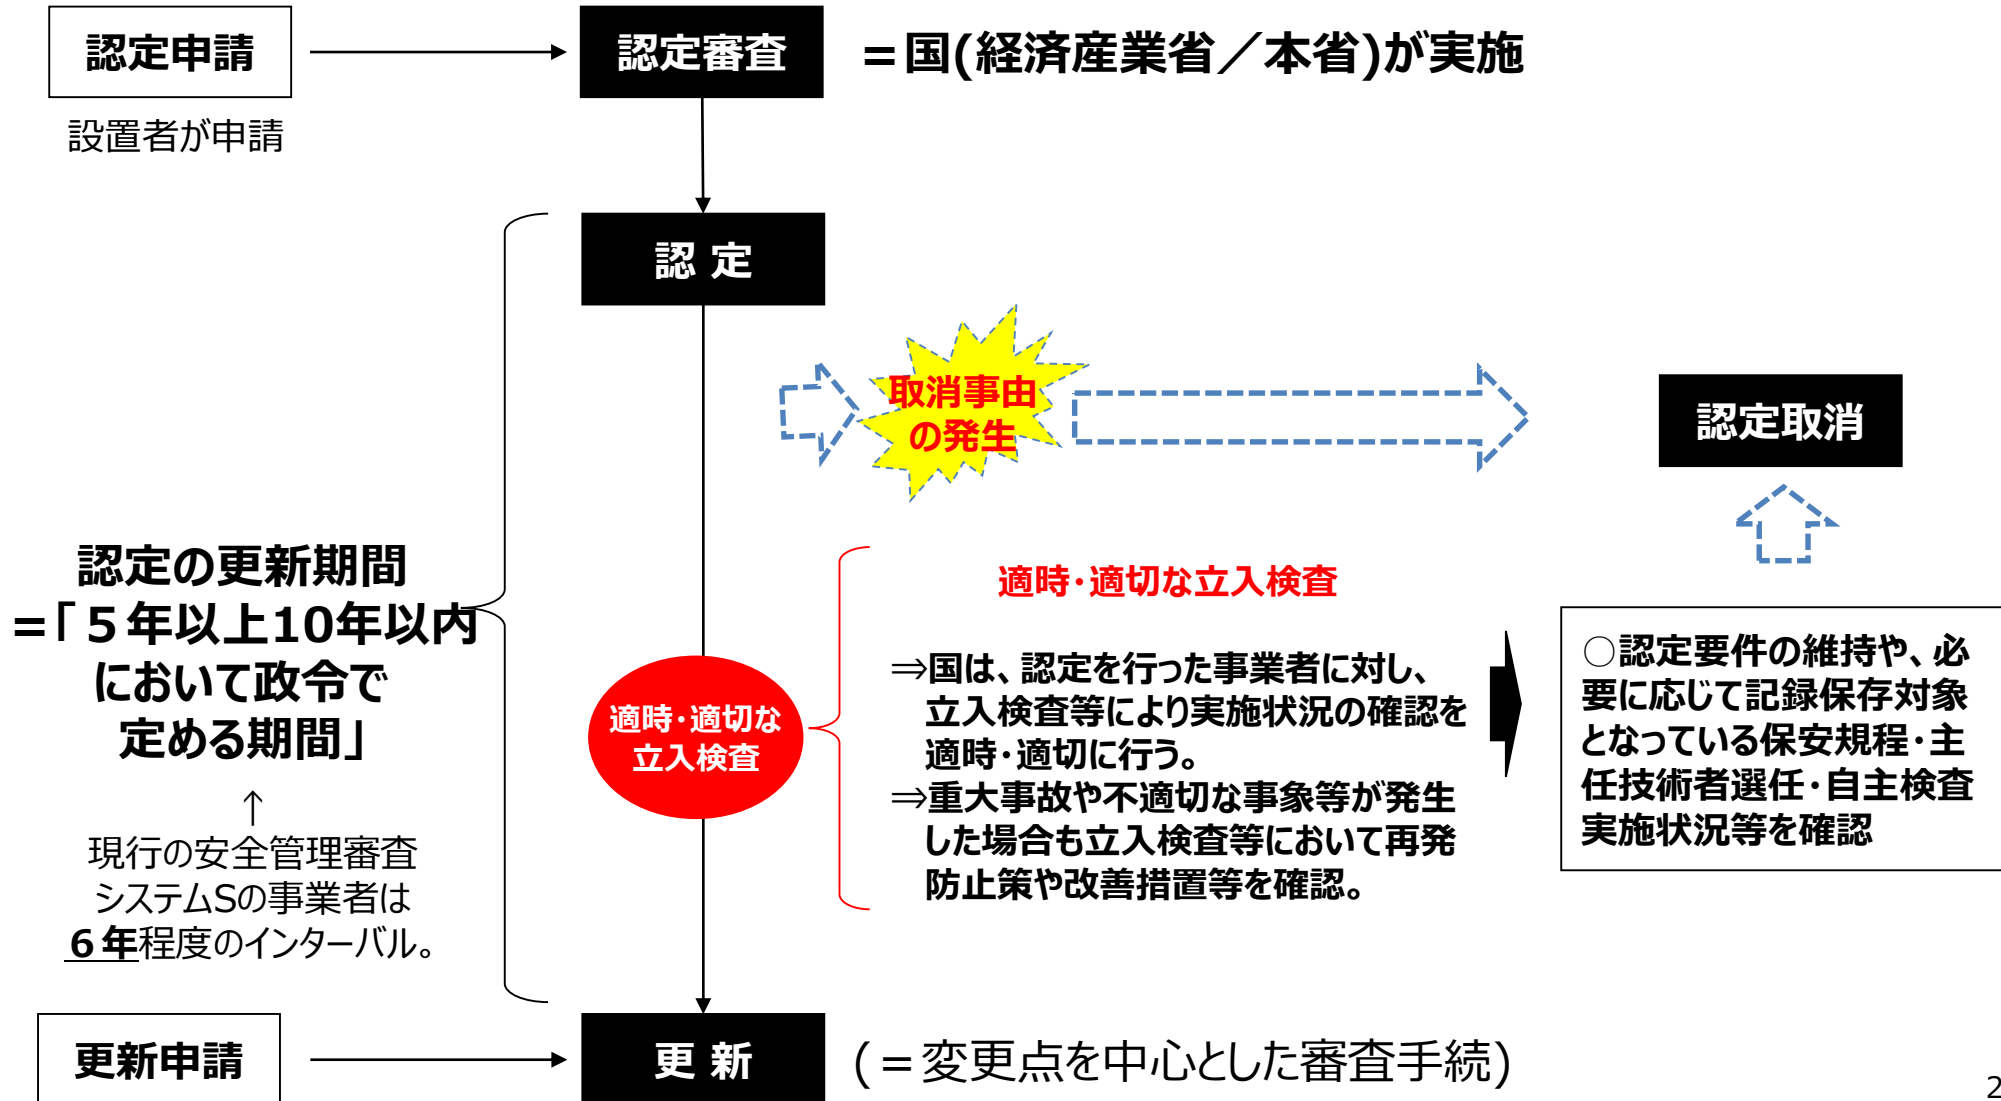 認定申請
認定審査
＝国(経済産業省／本省)が実施
設置者が申請
認 定
取消事由
の発生
認定取消
認定の更新期間
=「５年以上10年以内
において政令で
定める期間」
↑
現行の安全管理審査
システムSの事業者は
６年程度のインターバル。
適時・適切な
立入検査
適時・適切な立入検査
⇒国は、認定を行った事業者に対し、
立入検査等により実施状況の確認を
適時・適切に行う。
⇒重大事故や不適切な事象等が発生
した場合も立入検査等において再発
防止策や改善措置等を確認。
○認定要件の維持や、必
要に応じて記録保存対象
となっている保安規程・主
任技術者選任・自主検査
実施状況等を確認
更新申請
更 新
(＝変更点を中心とした審査手続)
2